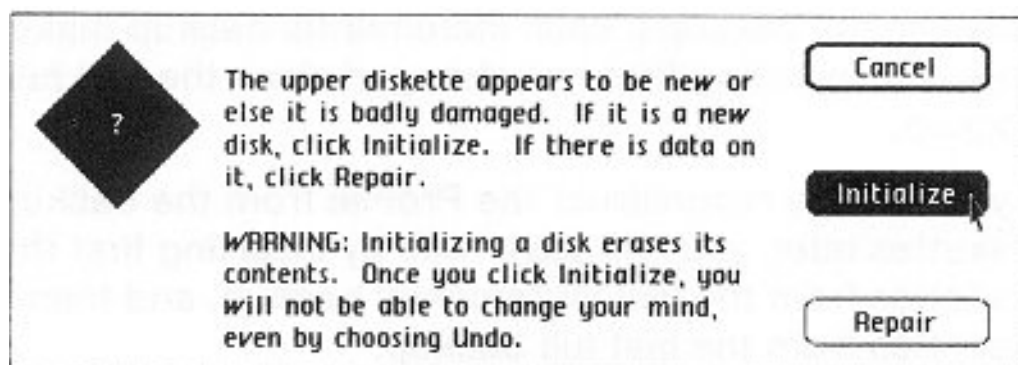 ?
The upper diskette appears to be new or
else it is badly damaged.  If it is a new
disk, click Initialize.  If there is data on
it, click Repair.
WARNING: Initializing a disk erases its
contents.  Once you click Initialize, you
will not be able to change your mind,
even by choosing Undo.
Cancel
Initialize
Repair